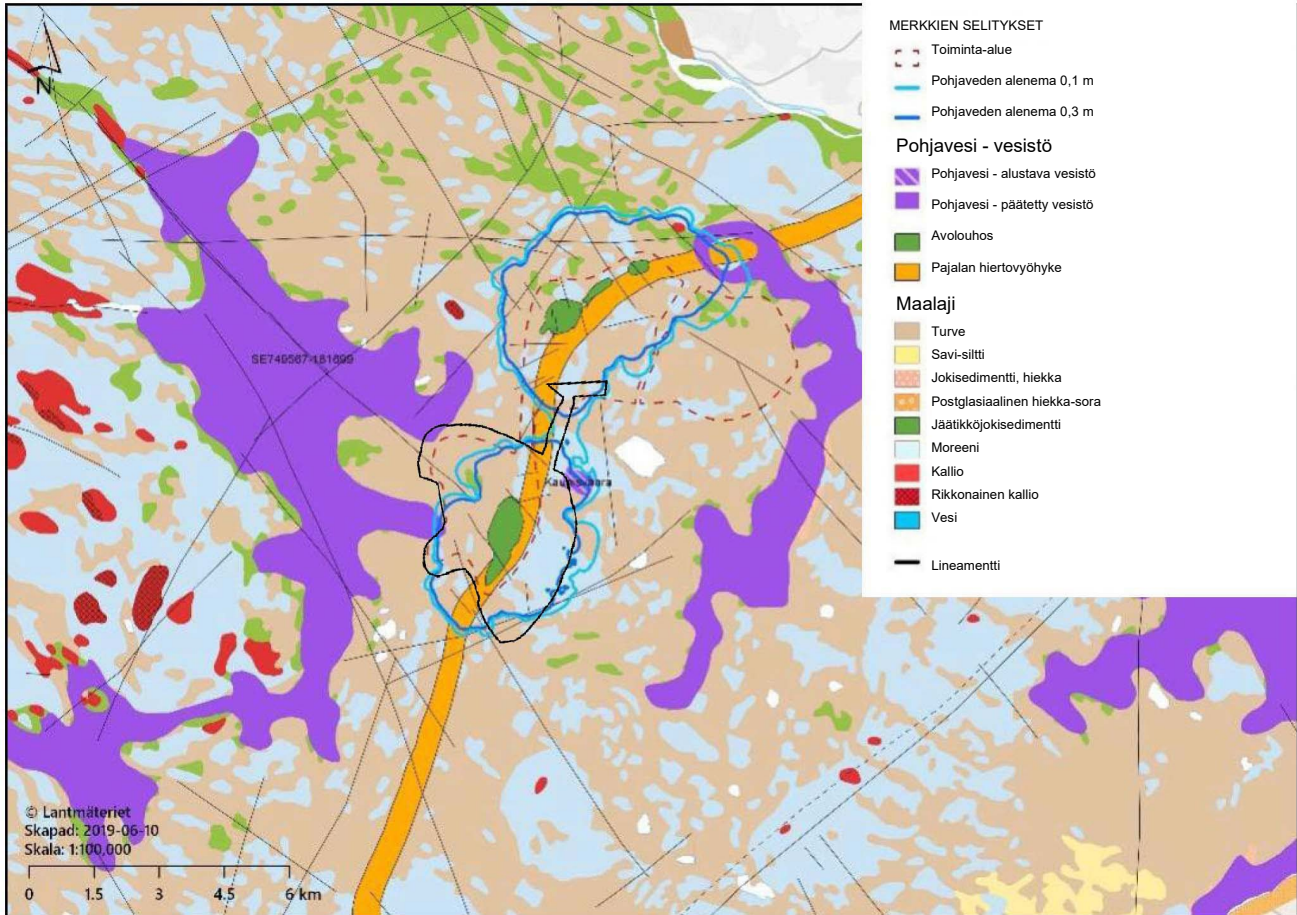 N
SE749567-181699
Kaunisvaara
© Lantmäteriet
Skapad: 2019-06-10
Skala: 1:100,000
0 1.5 3 4.5 6 km
MERKKIEN SELITYKSET
Toiminta-alue
Pohjaveden alenema 0,1 m
Pohjaveden alenema 0,3 m
Pohjavesi - vesistö
Pohjavesi - alustava vesistö
Pohjavesi - päätetty vesistö
Avolouhos
Pajalan hiertovyöhyke
Maalaji
Turve
Savi-siltti
Jokisedimentti, hiekka
Postglasiaalinen hiekka-sora
Jäätikköjokisedimentti
Moreeni
Kallio
Rikkonainen kallio
Vesi
Lineamentti